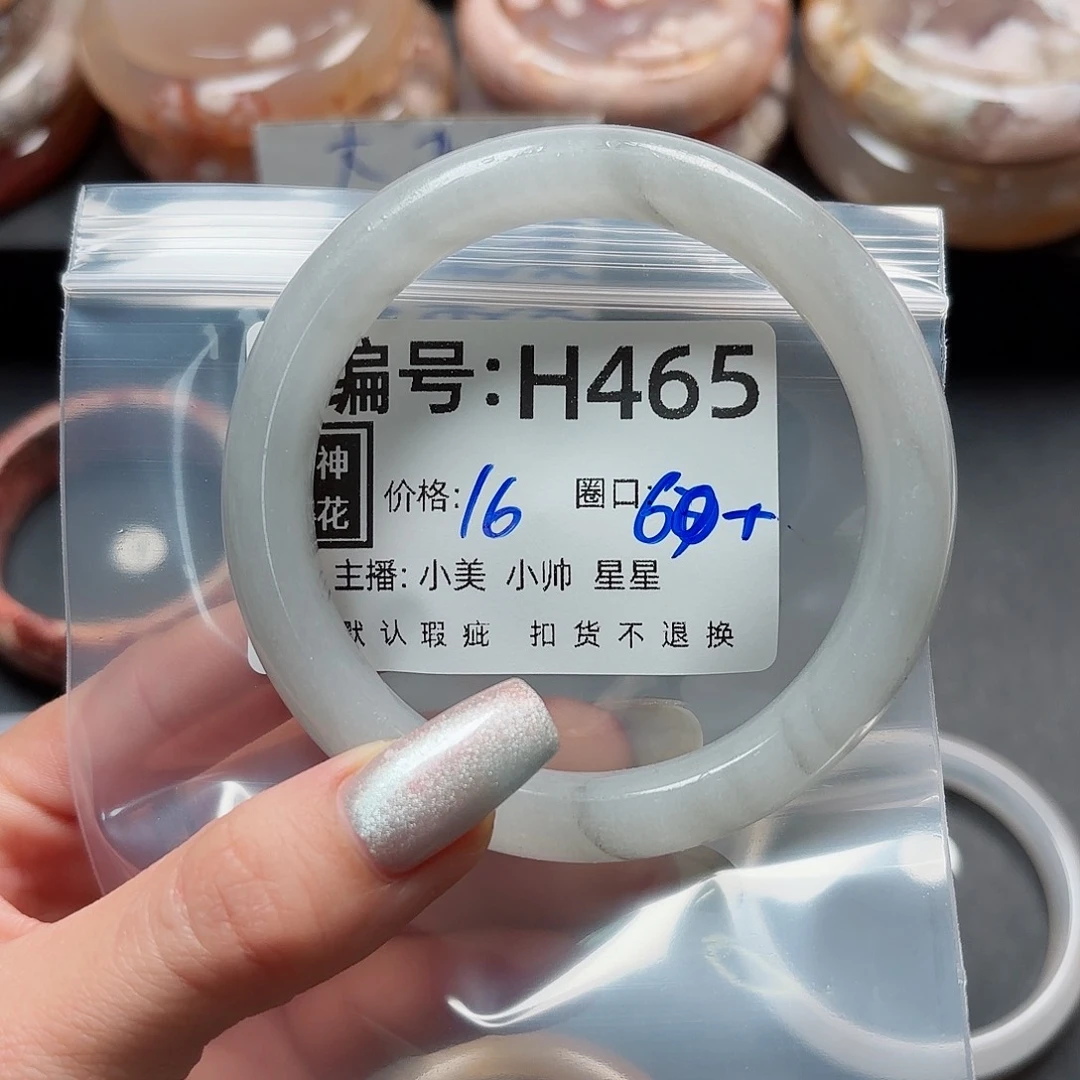 编号:H465
神
花
价格:16 圈口:
主播:小美 小帅 星星
默认瑕疵 扣货不退换